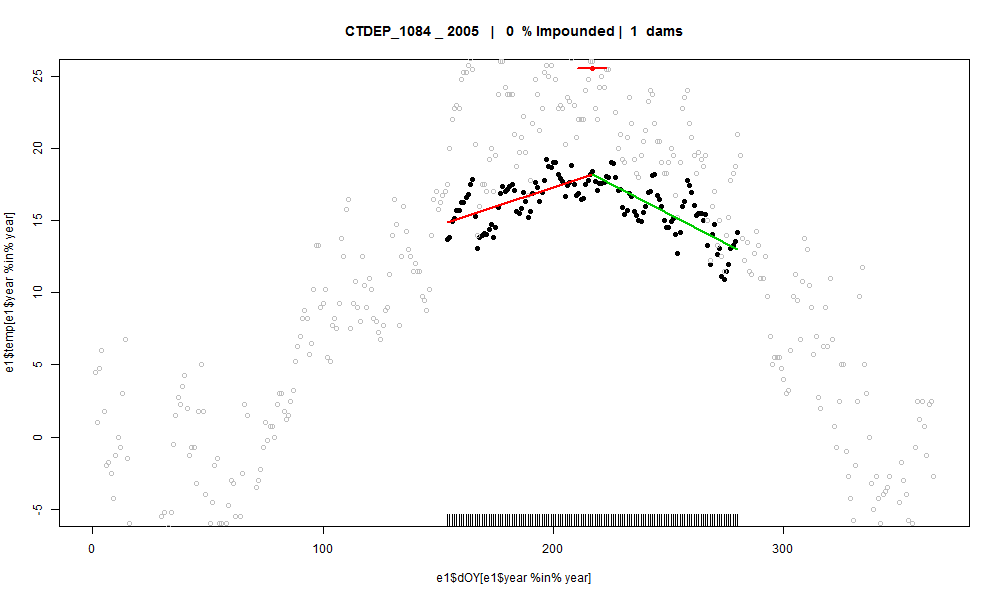 CTDEP_1084 _ 2005 | 0 % Impounded | 1 dams
e1$temp[e1$year %in% year]
25
20
15
10
5
0
-5
0 100 200 300
e1$dOY[e1$year %in% year]